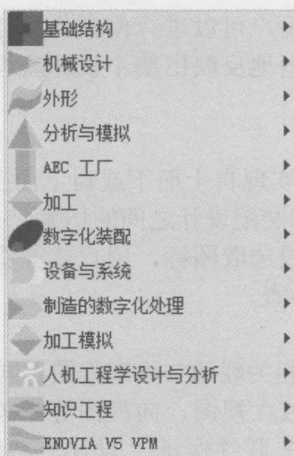 基础结构
机械设计
外形
分析与模拟
AEC 工厂
加工
数字化装配
设备与系统
制造的数字化处理
加工模拟
人机工程学设计与分析
知识工程
ENOVIA V5 VPM